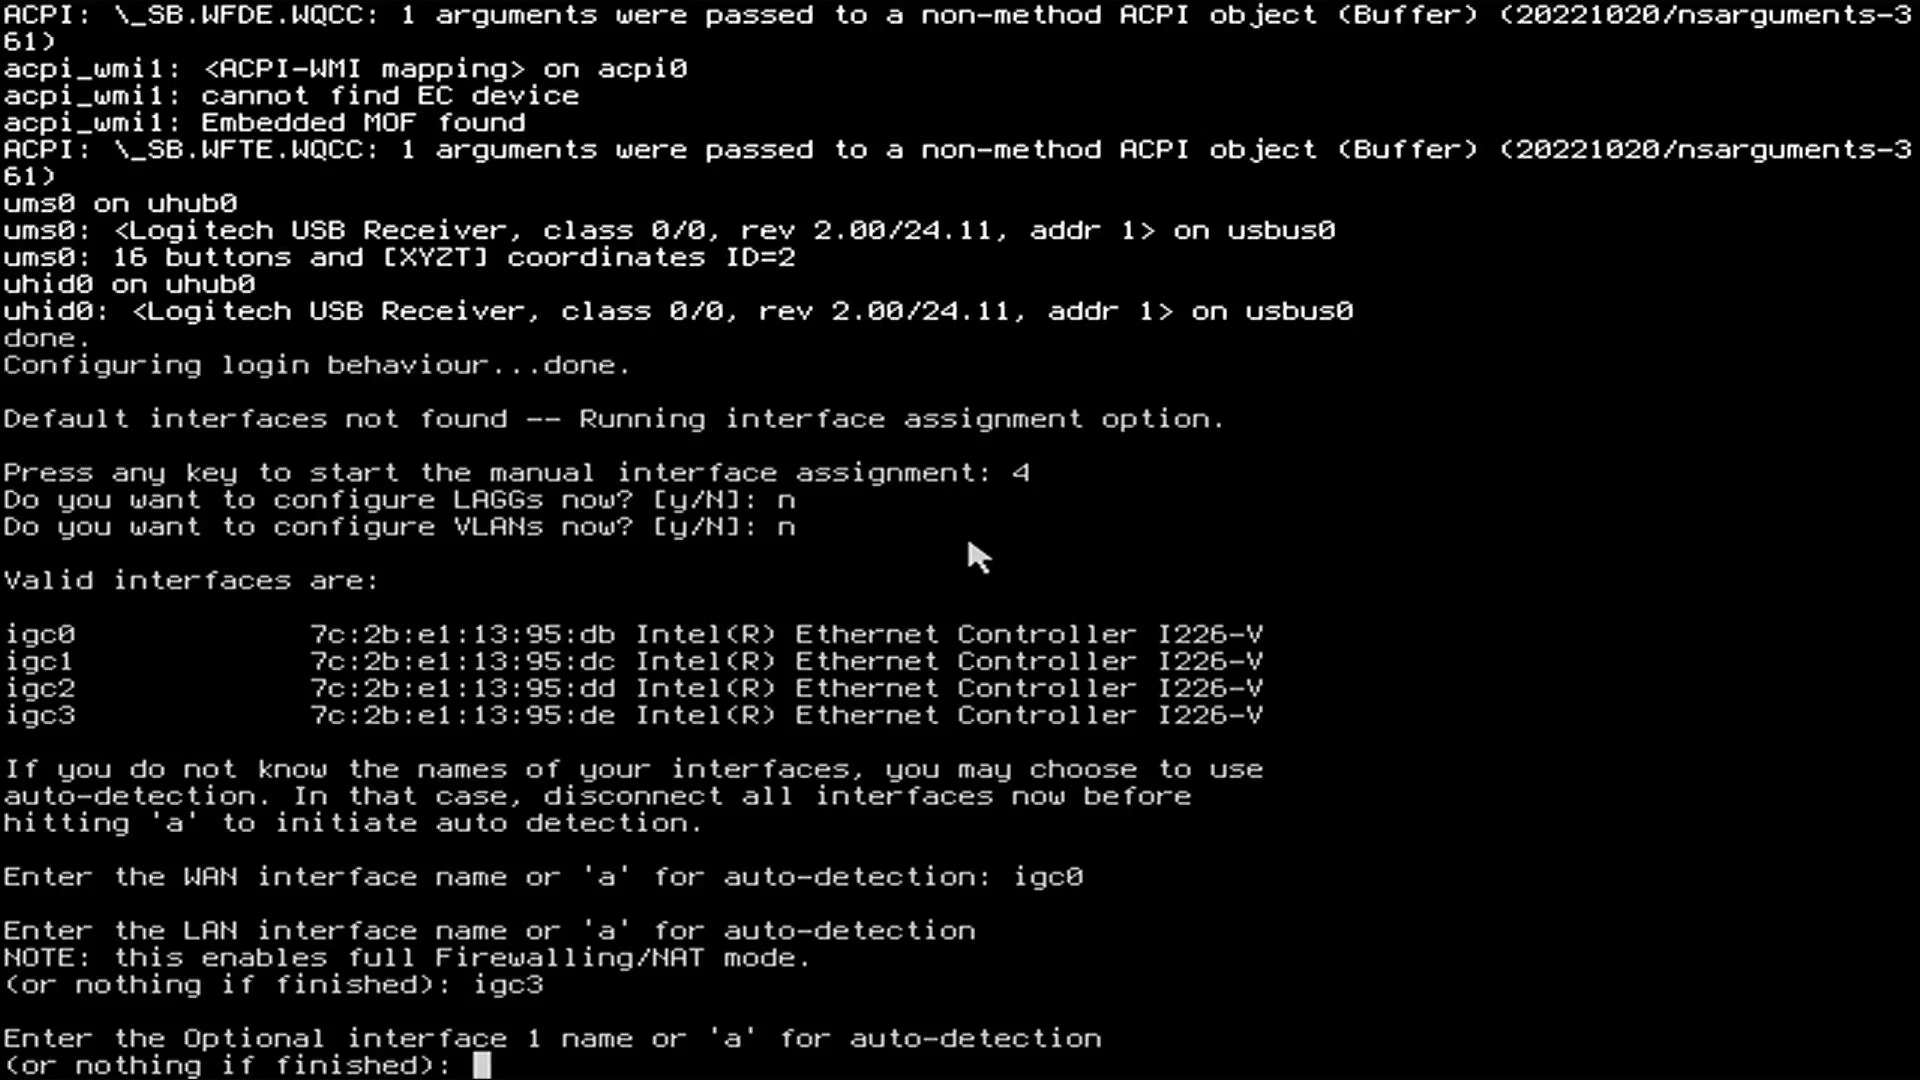 ACPI: \_SB.WFDE.WQCC: 1 arguments were passed to a non-method ACPI object (Buffer) (20221020/nsarguments-3
61)
acpi_wmi1: <ACPI-WMI mapping> on acpi0
acpi_wmi1: cannot find EC device
acpi_wmi1: Embedded MOF found
ACPI: \_SB.WFTE.WQCC: 1 arguments were passed to a non-method ACPI object (Buffer) (20221020/nsarguments-3
61)
ums0 on uhub0
ums0: <Logitech USB Receiver, class 0/0, rev 2.00/24.11, addr 1> on usbus0
ums0: 16 buttons and [XYZT] coordinates ID=2
uhid0 on uhub0
uhid0: <Logitech USB Receiver, class 0/0, rev 2.00/24.11, addr 1> on usbus0
done.
Configuring login behaviour...done.
Default interfaces not found -- Running interface assignment option.
Press any key to start the manual interface assignment: 4
Do you want to configure LAGGs now? [y/N]: n
Do you want to configure VLANs now? [y/N]: n
Valid interfaces are:
igc0 7c:2b:e1:13:95:db Intel(R) Ethernet Controller I226-V
igc1 7c:2b:e1:13:95:dc Intel(R) Ethernet Controller I226-V
igc2 7c:2b:e1:13:95:dd Intel(R) Ethernet Controller I226-V
igc3 7c:2b:e1:13:95:de Intel(R) Ethernet Controller I226-V
If you do not know the names of your interfaces, you may choose to use
auto-detection. In that case, disconnect all interfaces now before
hitting 'a' to initiate auto detection.
Enter the WAN interface name or 'a' for auto-detection: igc0
Enter the LAN interface name or 'a' for auto-detection
NOTE: this enables full Firewalling/NAT mode.
(or nothing if finished): igc3
Enter the Optional interface 1 name or 'a' for auto-detection
(or nothing if finished):